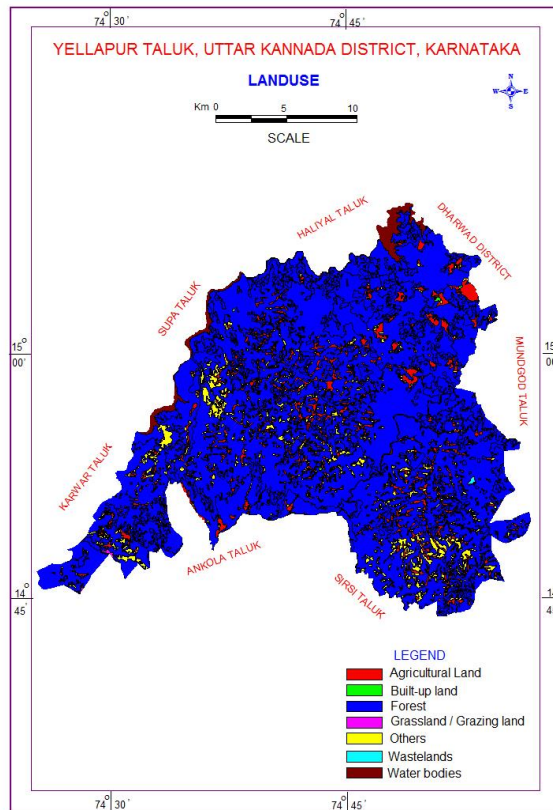 74° 30' 74° 45'
YELLAPUR TALUK, UTTAR KANNADA DISTRICT, KARNATAKA
LANDUSE
N
W E
S
Km 0 5 10
SCALE
HALIYAL TALUK
DHARWAD DISTRICT
SUPA TALUK
15°
00'
15
00
MUNDGOD TALUK
KARWAR TALUK
ANKOLA TALUK
SIRSI TALUK
14°
45'
1
4
LEGEND
Agricultural Land
Built-up land
Forest
Grassland / Grazing land
Others
Wastelands
Water bodies
74° 30' 74° 45'